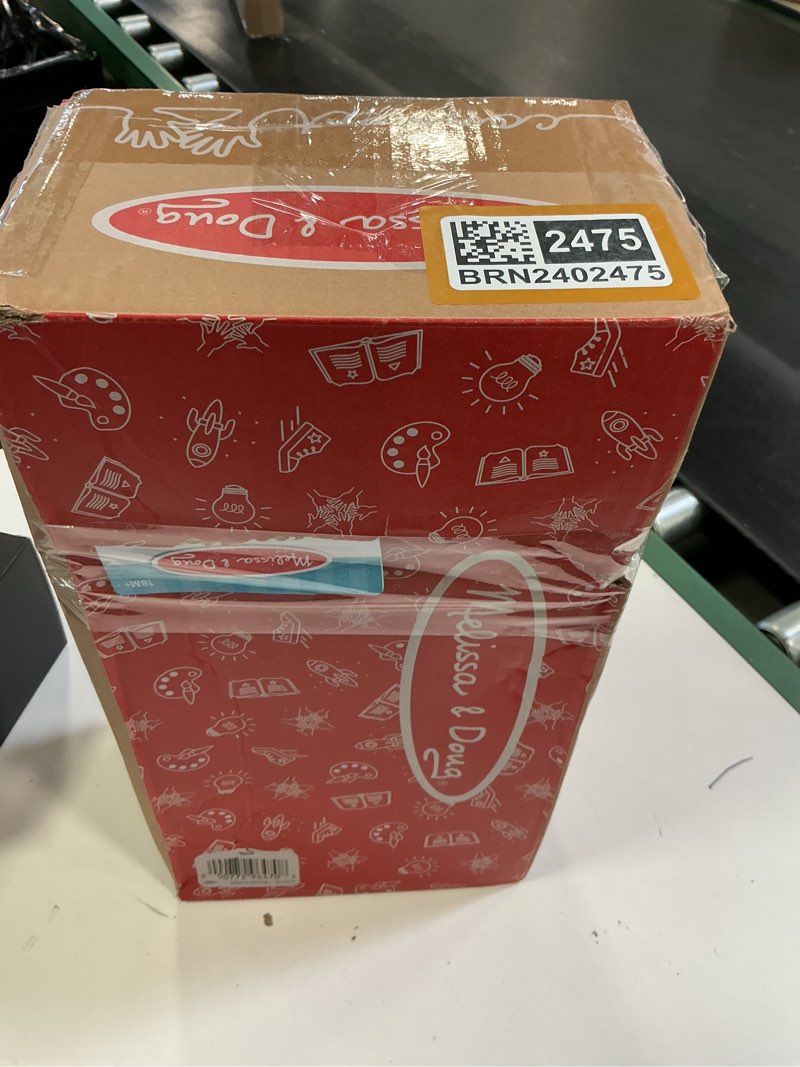 Melissa & Doug®
2475
BRN2402475
Melissa & Doug
18M+
Melissa & Doug®